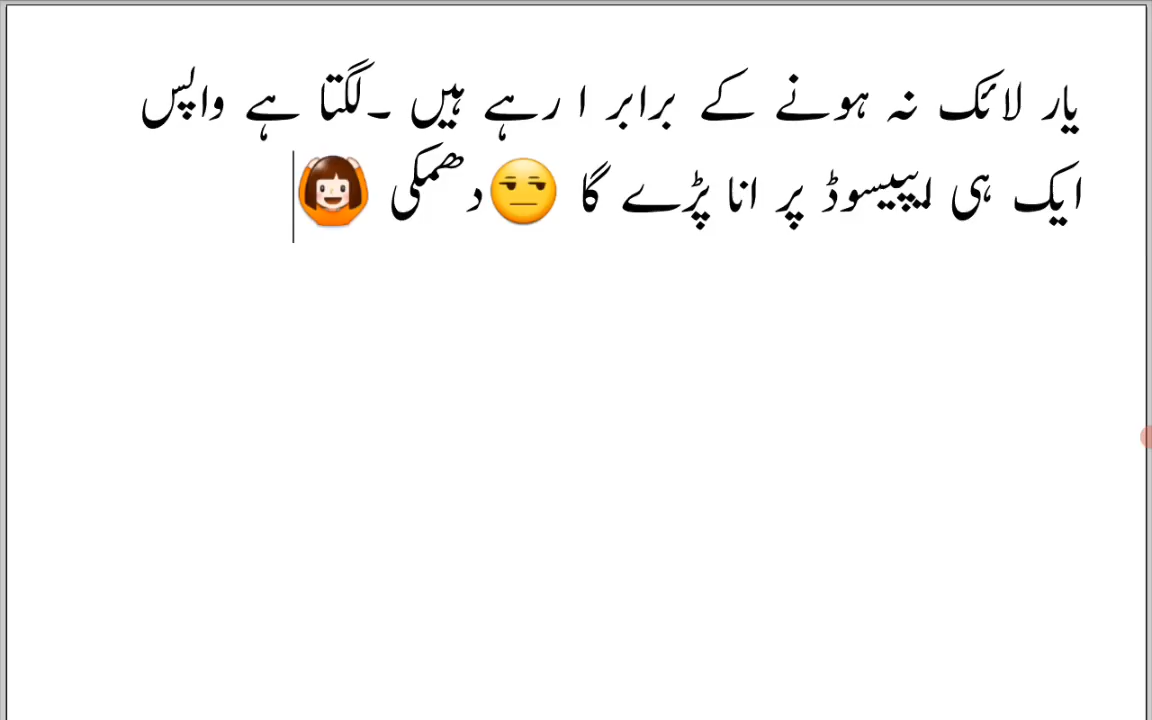 یار لائک نہ ہونے کے برابر ا رہے ہیں ۔لگتا ہے واپس
ایک ہی ایپیسوڈ پر انا پڑے گا 😒دھمکی 🙆